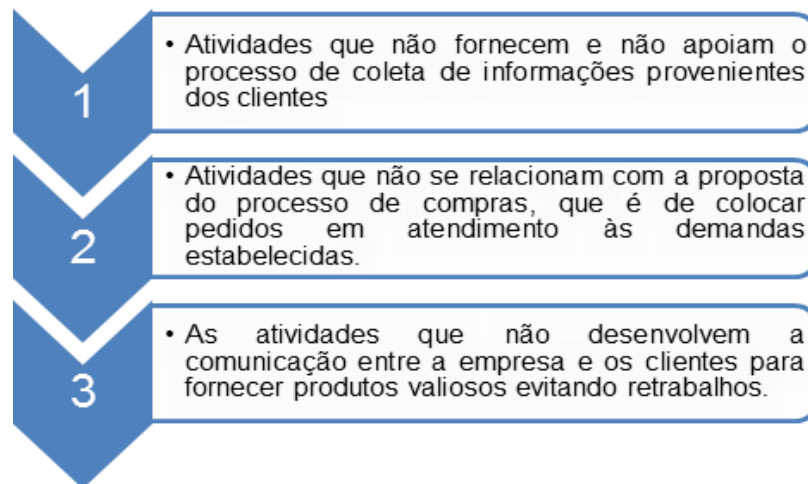 1
• Atividades que não fornecem e não apoiam o
processo de coleta de informações provenientes
dos clientes
2
• Atividades que não se relacionam com a proposta
do processo de compras, que é de colocar
pedidos em atendimento às demandas
estabelecidas.
3
• As atividades que não desenvolvem a
comunicação entre a empresa e os clientes para
fornecer produtos valiosos evitando retrabalhos.